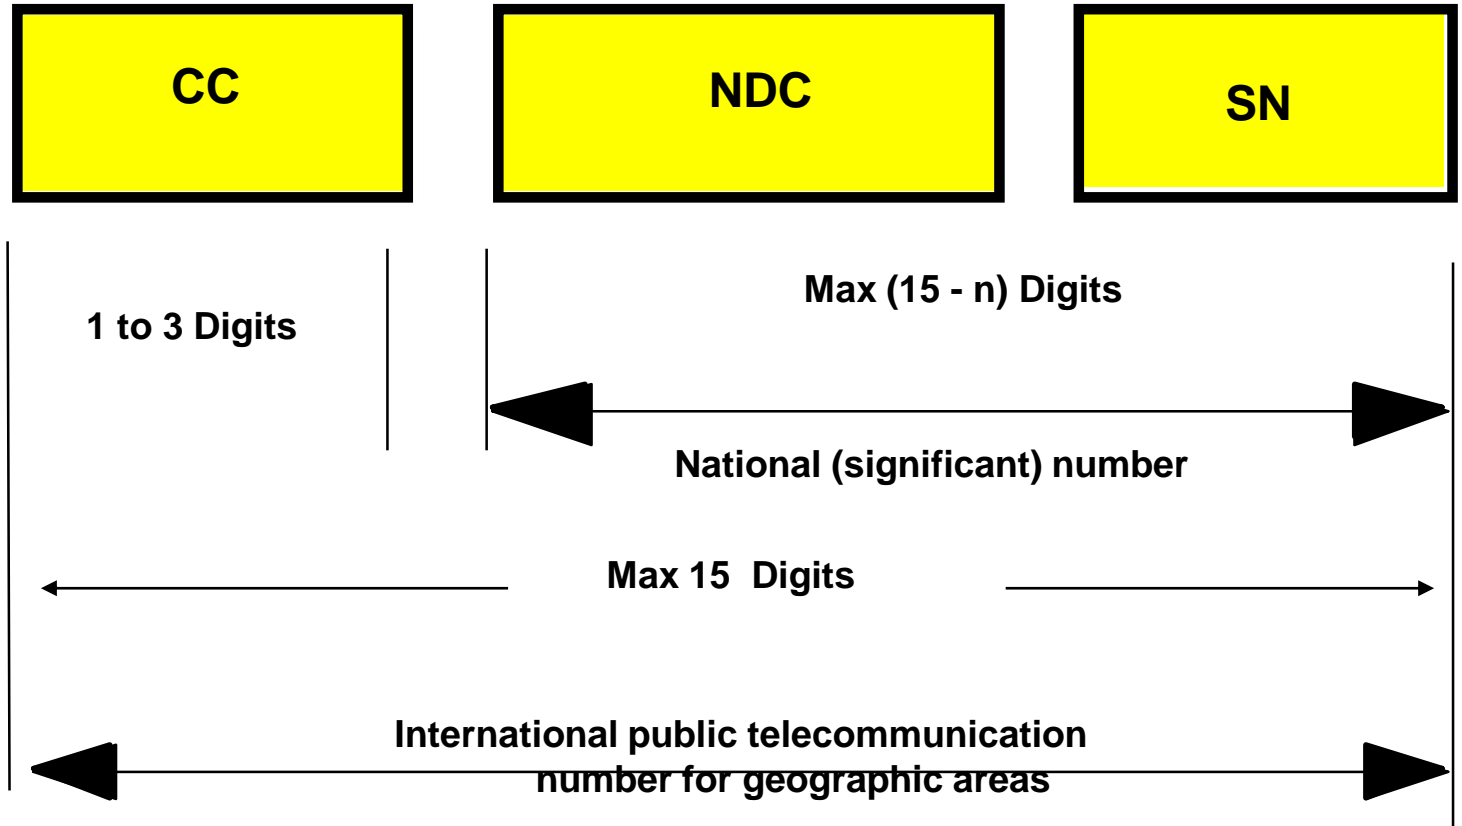 CC
NDC
SN
Max (15 - n) Digits
1 to 3 Digits
National (significant) number
Max 15 Digits
International public telecommunication
number for geographic areas